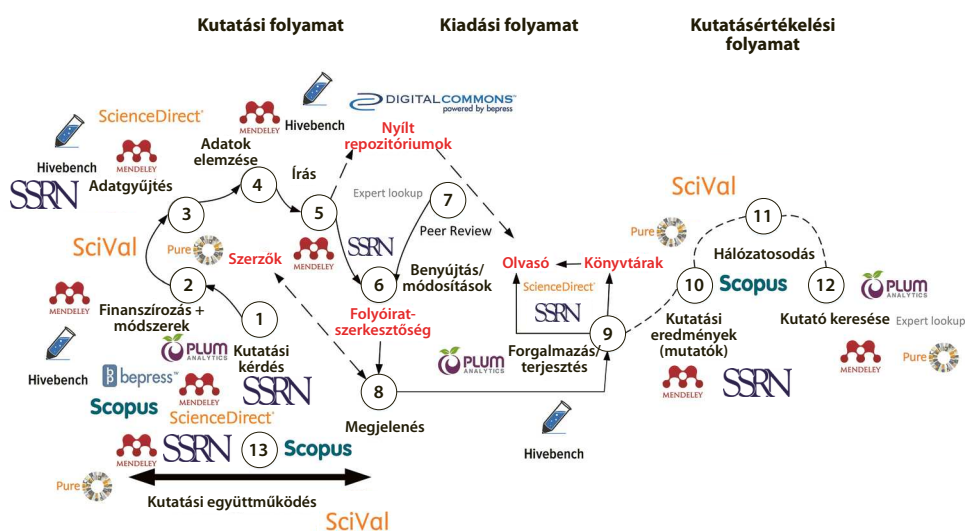 Kutatási folyamat
Kiadási folyamat
Kutatásértékelési
folyamat
ScienceDirect
MENDELEY
Hivebench
DIGITALCOMMONS™
powered by bepress
Hivebench
MENDELEY
SSRN
Adatgyűjtés
Adatok
elemzése
Írás
Nyílt
repozitóriumok
3
4
5
Expert lookup
7
Peer Review
SciVal
Pure
Szerzők
MENDELEY
SSRN
2
Finanszírozás +
módszerek
1
Kutatási
kérdés
6
Benyújtás/
módosítások
Folyóirat-
szerkesztőség
MENDELEY
Hivebench
PLUM
ANALYTICS
bepress™
Scopus
MENDELEY
SSRN
ScienceDirect
8
Megjelenés
Olvasó
Könyvtárak
ScienceDirect
SSRN
9
Forgalmazás/
terjesztés
PLUM
ANALYTICS
Hivebench
SciVal
Pure
11
Hálózatosodás
10
Scopus
12
PLUM
ANALYTICS
Kutatási
eredmények
(mutatók)
Kutató keresése
Expert lookup
MENDELEY
SSRN
MENDELEY
Pure
MENDELEY
SSRN
13
Scopus
Pure
Kutatási együttműködés
SciVal